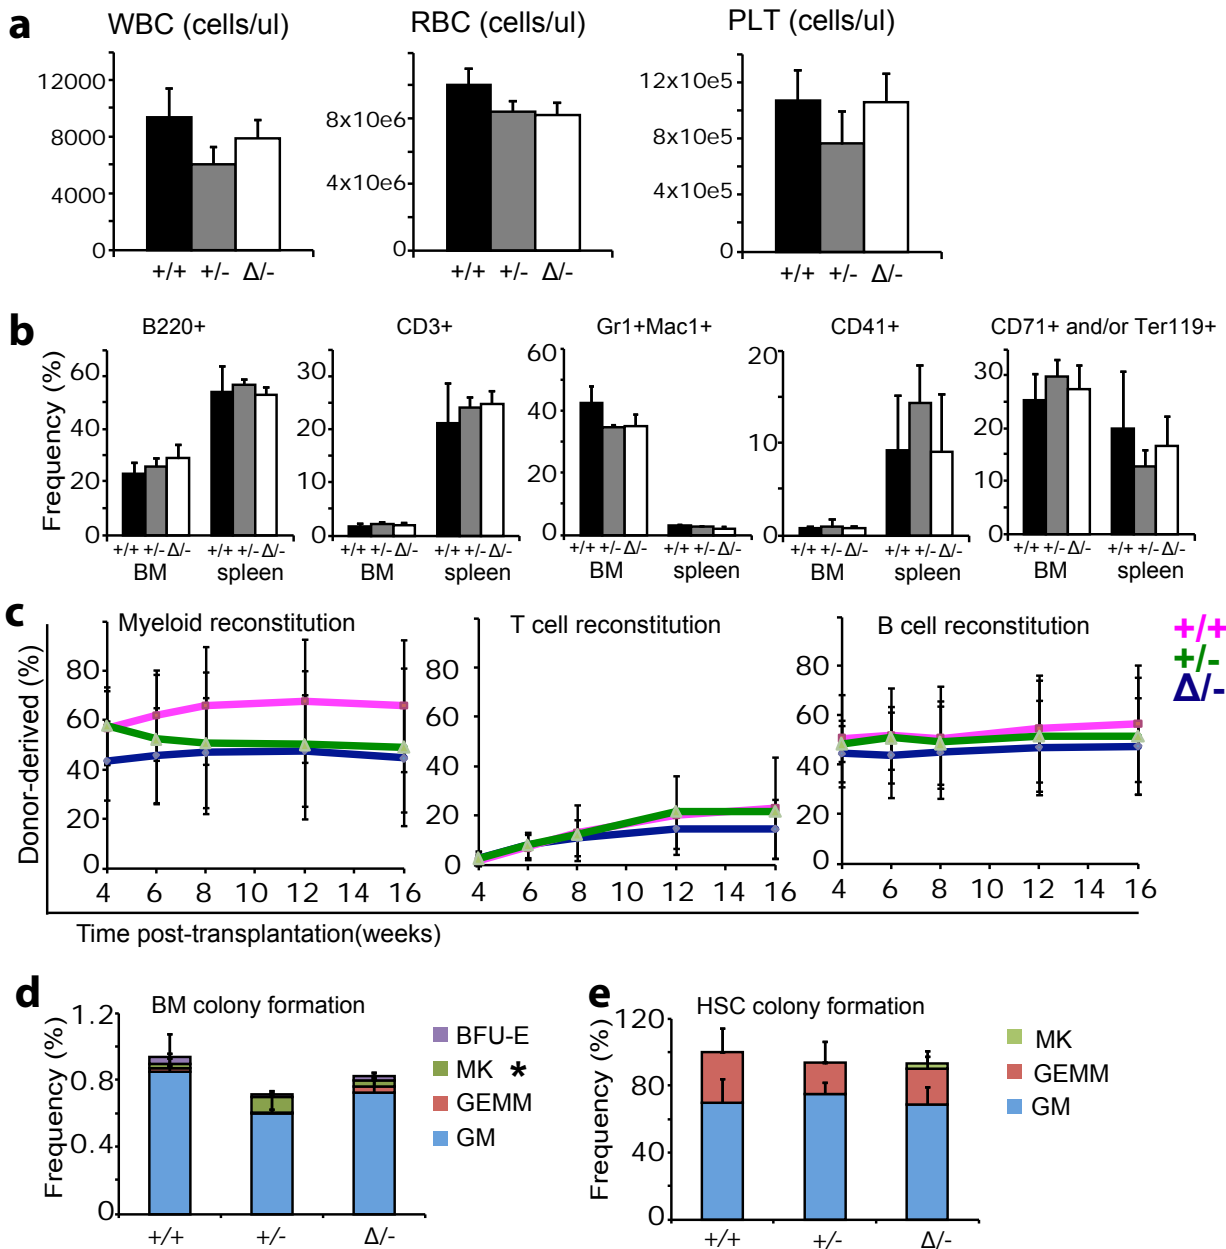 a
WBC (cells/ul)
RBC (cells/ul)
PLT (cells/ul)
12000
8000
4000
0
+/+ +/- Δ/-
8x10e6
4x10e6
0
+/+ +/- Δ/-
12x10e5
8x10e5
4x10e5
0
+/+ +/- Δ/-
b
B220+
CD3+
Gr1+Mac1+
CD41+
CD71+ and/or Ter119+
Frequency (%)
60
40
20
0
+/+ +/- Δ/- +/+ +/- Δ/-
BM spleen
30
20
10
0
+/+ +/- Δ/- +/+ +/- Δ/-
BM spleen
60
40
20
0
+/+ +/- Δ/- +/+ +/- Δ/-
BM spleen
20
10
0
+/+ +/- Δ/- +/+ +/- Δ/-
BM spleen
30
20
10
0
+/+ +/- Δ/- +/+ +/- Δ/-
BM spleen
c
Myeloid reconstitution
T cell reconstitution
B cell reconstitution
+/+
+/-
Δ/-
Donor-derived (%)
80
60
40
20
0
4 6 8 10 12 14 16
80
60
40
20
0
4 6 8 10 12 14 16
80
60
40
20
0
4 6 8 10 12 14 16
Time post-transplantation(weeks)
d
BM colony formation
Frequency (%)
1.2
0.8
0.4
0
+/+ +/- Δ/-
BFU-E
MK *
GEMM
GM
e
HSC colony formation
Frequency (%)
120
80
40
0
+/+ +/- Δ/-
MK
GEMM
GM